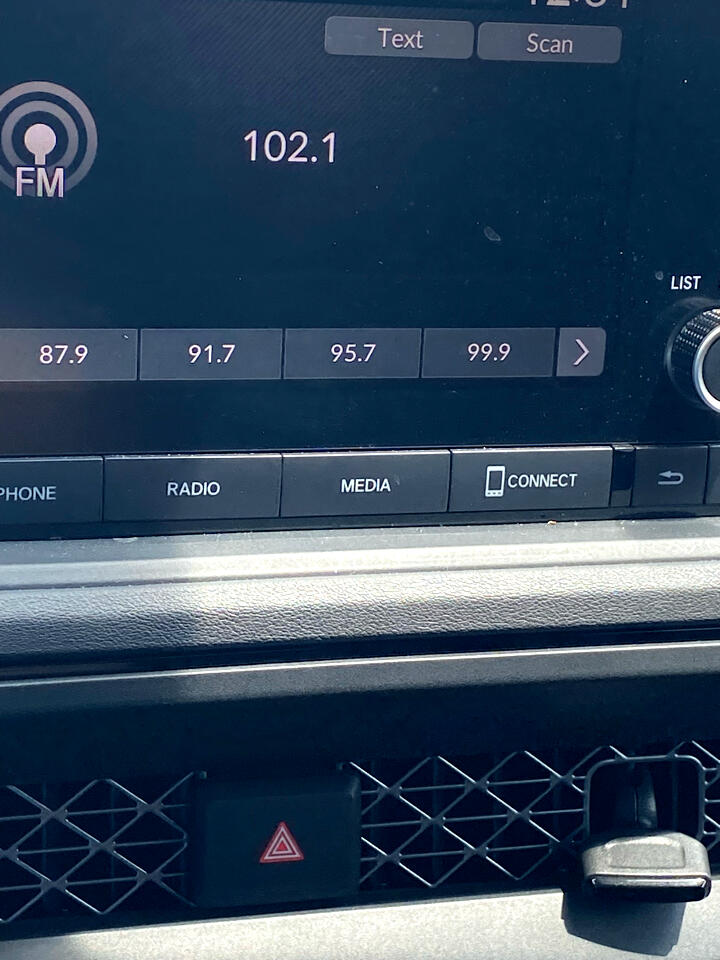 Text
Scan
102.1
FM
LIST
87.9
91.7
95.7
99.9
PHONE
RADIO
MEDIA
CONNECT